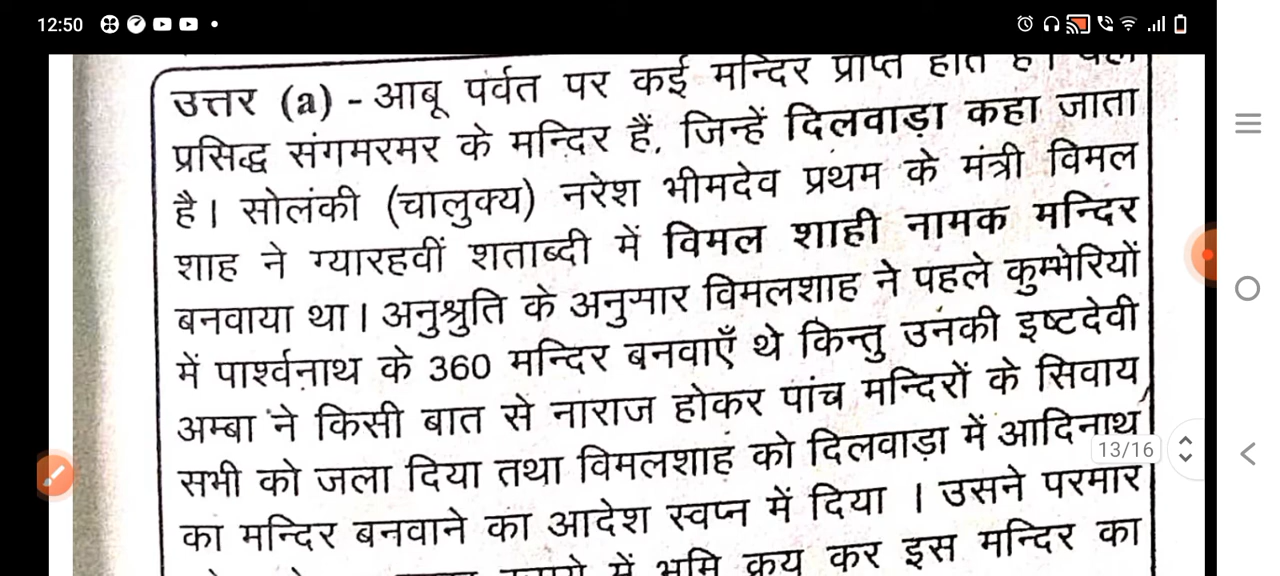 12:50
उत्तर (a) - आबू पर्वत पर कई मन्दिर प्राप्त होते हैं।
प्रसिद्ध संगमरमर के मन्दिर हैं, जिन्हें दिलवाड़ा कहा जाता
है। सोलंकी (चालुक्य) नरेश भीमदेव प्रथम के मंत्री विमल
शाह ने ग्यारहवीं शताब्दी में विमल शाही नामक मन्दिर
बनवाया था। अनुश्रुति के अनुसार विमलशाह ने पहले कुम्भेरियों
में पार्श्वनाथ के 360 मन्दिर बनवाएँ थे किन्तु उनकी इष्टदेवी
अम्बा ने किसी बात से नाराज होकर पांच मन्दिरों के सिवाय
सभी को जला दिया तथा विमलशाह को दिलवाड़ा में आदिनाथ
13/16
का मन्दिर बनवाने का आदेश स्वप्न में दिया । उसने परमार
में भूमि क्रय कर इस मन्दिर का